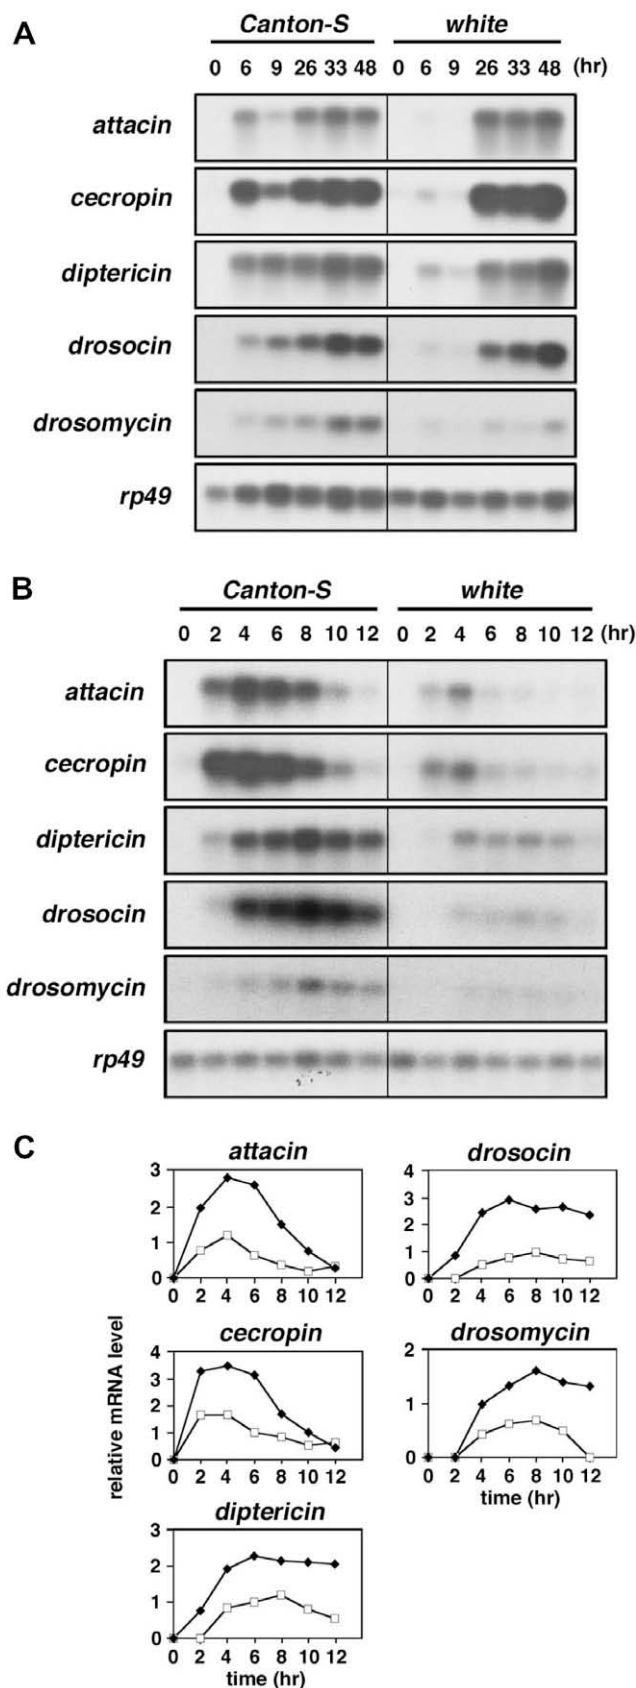 A
Canton-S white
0 6 9 26 33 48 0 6 9 26 33 48 (hr)
attacin
cecropin
diptericin
drosocin
drosomycin
rp49
B
Canton-S white
0 2 4 6 8 10 12 0 2 4 6 8 10 12 (hr)
attacin
cecropin
diptericin
drosocin
drosomycin
rp49
C
relative mRNA level
attacin
3
2
1
0
0 2 4 6 8 10 12
cecropin
4
3
2
1
0
0 2 4 6 8 10 12
diptericin
3
2
1
0
0 2 4 6 8 10 12
time (hr)
drosocin
4
3
2
1
0
0 2 4 6 8 10 12
drosomycin
2
1
0
0 2 4 6 8 10 12
time (hr)